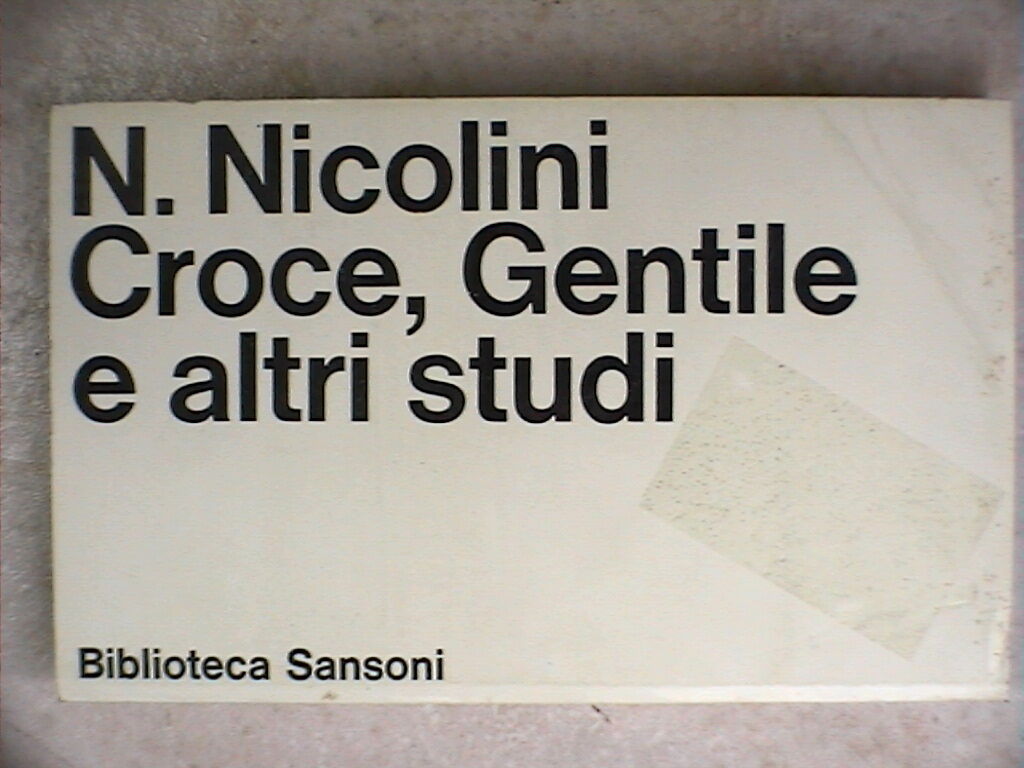 N. Nicolini
Croce, Gentile
e altri studi
Biblioteca Sansoni